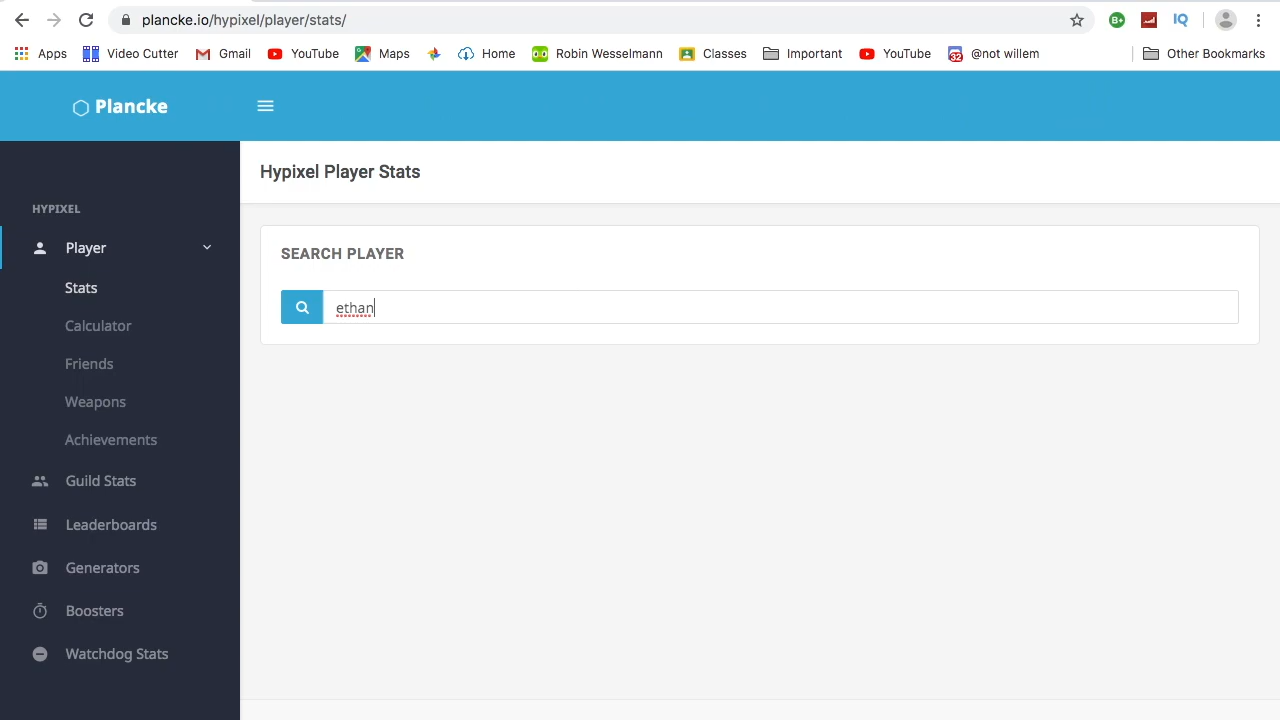 plancke.io/hypixel/player/stats/
B+
IQ
Apps
Video Cutter
Gmail
YouTube
Maps
Home
Robin Wesselmann
Classes
Important
YouTube
32
@not willem
Other Bookmarks
Plancke
HYPIXEL
Player
Stats
Calculator
Friends
Weapons
Achievements
Guild Stats
Leaderboards
Generators
Boosters
Watchdog Stats
Hypixel Player Stats
SEARCH PLAYER
ethan